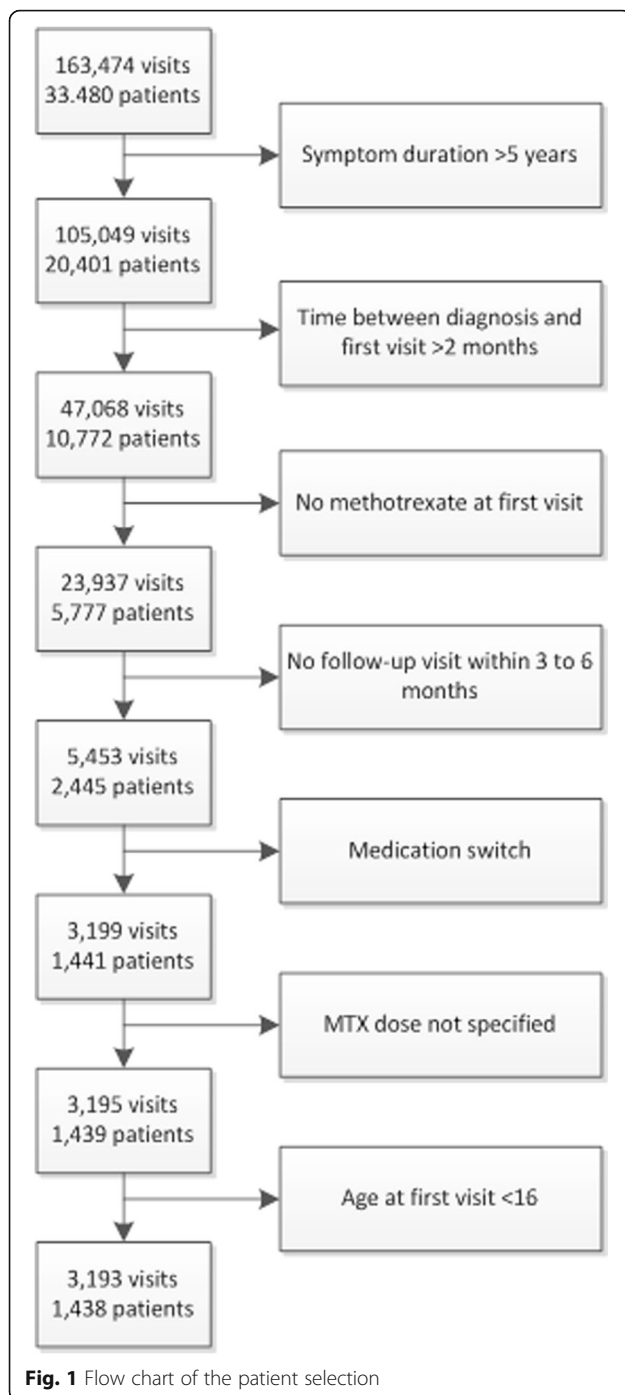 163,474 visits
33.480 patients
Symptom duration >5 years
105,049 visits
20,401 patients
Time between diagnosis and
first visit >2 months
47,068 visits
10,772 patients
No methotrexate at first visit
23,937 visits
5,777 patients
No follow-up visit within 3 to 6
months
5,453 visits
2,445 patients
Medication switch
3,199 visits
1,441 patients
MTX dose not specified
3,195 visits
1,439 patients
Age at first visit <16
3,193 visits
1,438 patients
Fig. 1 Flow chart of the patient selection